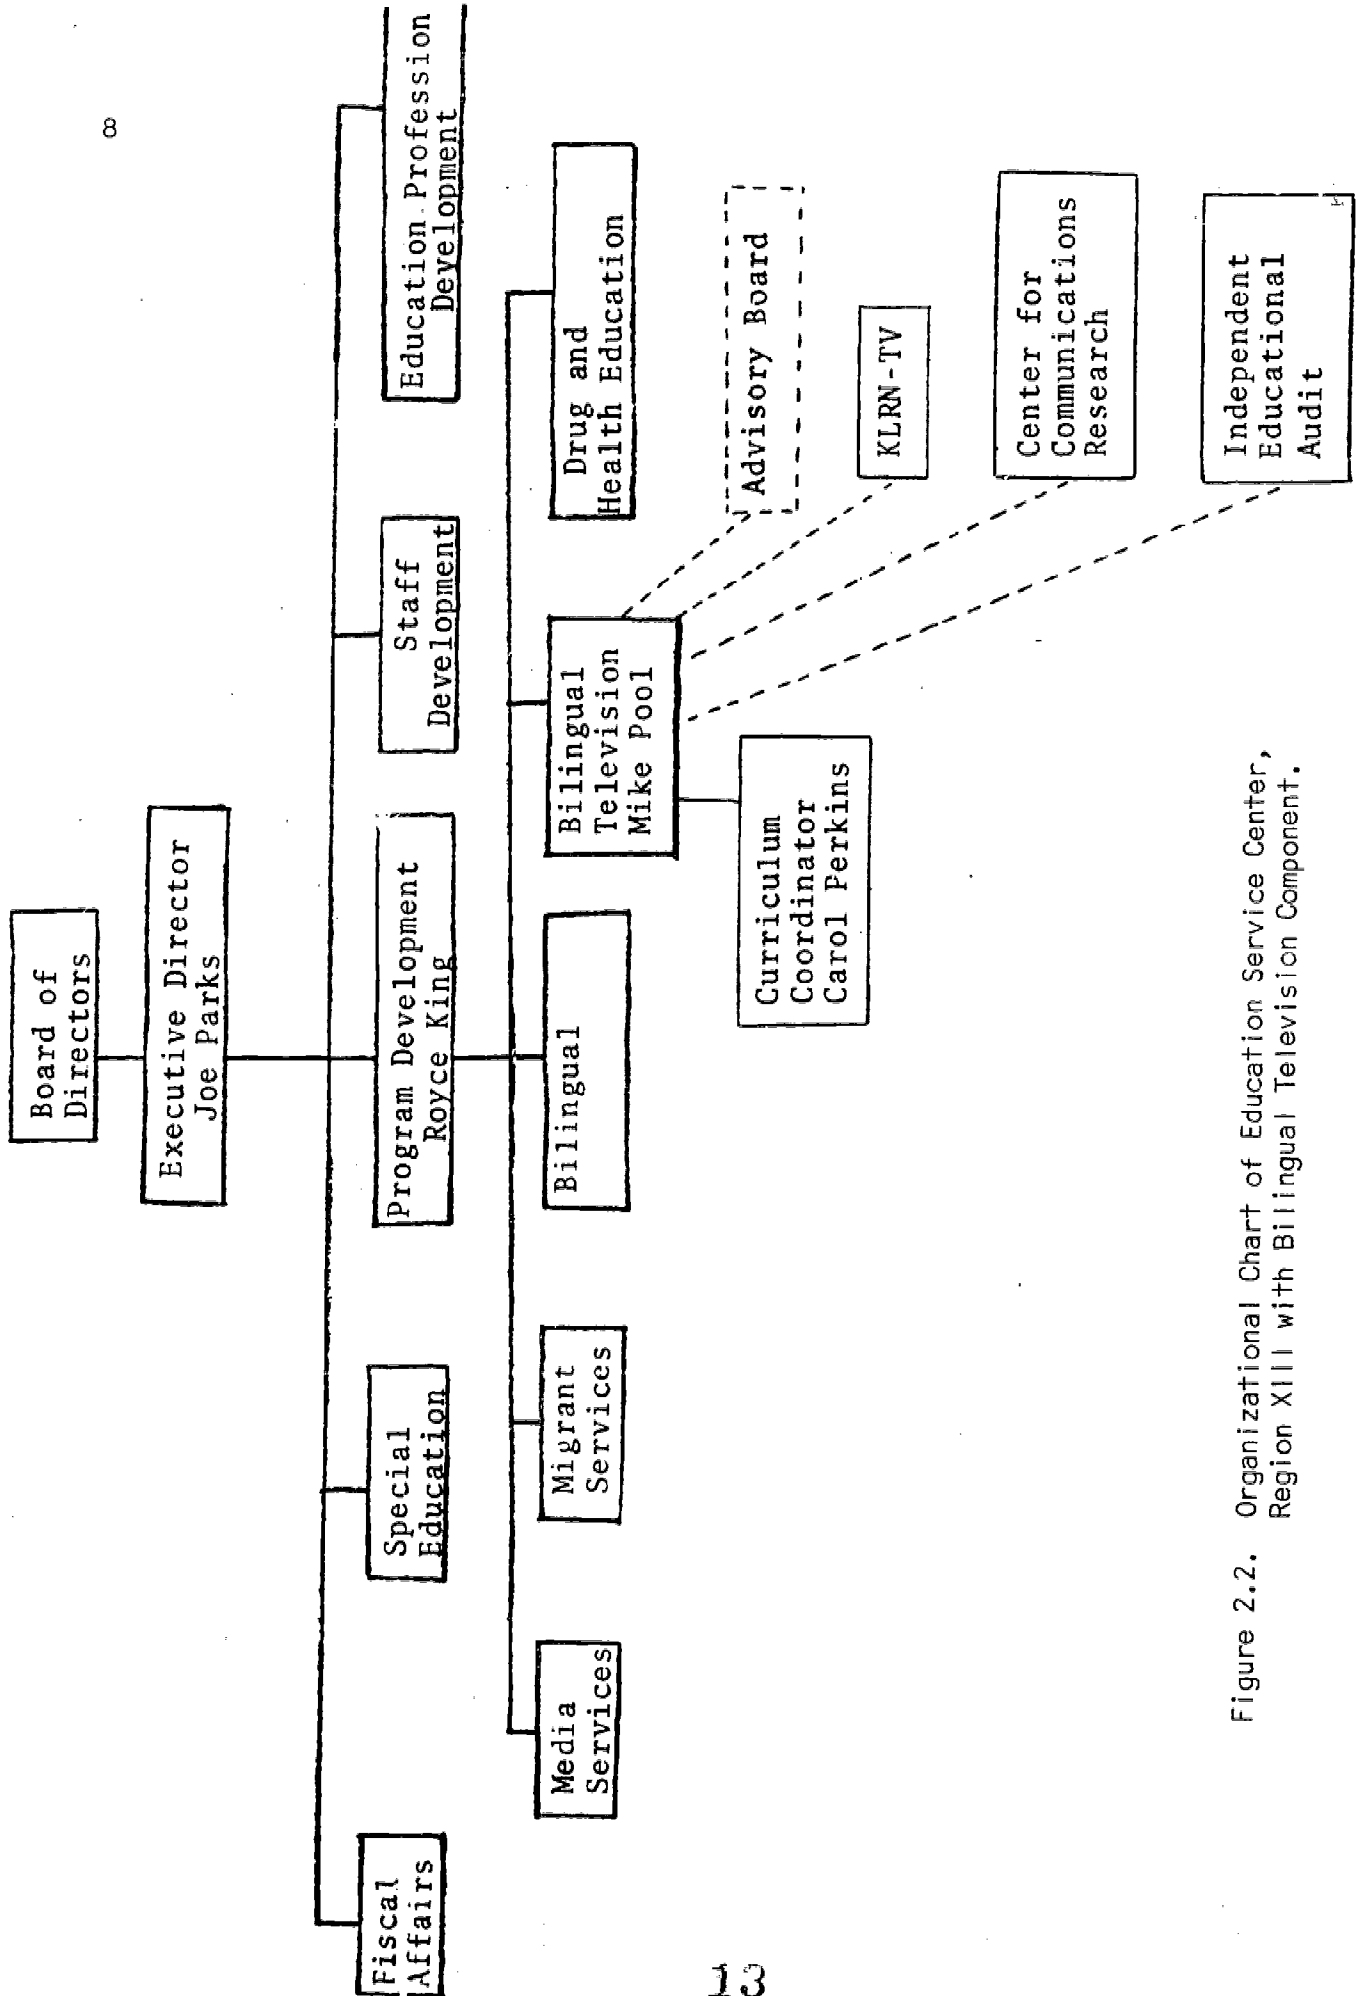 8
Board of
Directors
Executive Director
Joe Parks
Fiscal
Affairs
Special
Education
Program Development
Royce King
Staff
Development
Education Profession
Development
Media
Services
Migrant
Services
Bilingual
Bilingual
Television
Mike Pool
Drug and
Health Education
Curriculum
Coordinator
Carol Perkins
Advisory Board
KLRN-TV
Center for
Communications
Research
Independent
Educational
Audit
Figure 2.2. Organizational Chart of Education Service Center,
Region XIII with Bilingual Television Component.
13